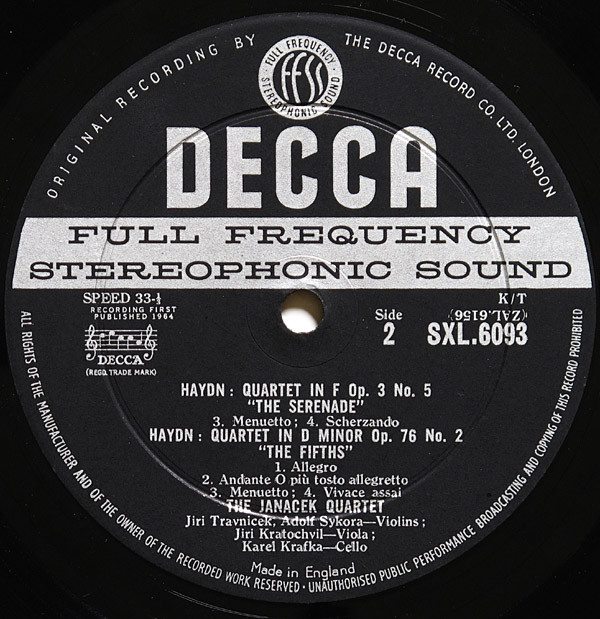 ORIGINAL RECORDING BY
THE DECCA RECORD CO. LTD. LONDON
FULL FREQUENCY
ffss
STEREOPHONIC SOUND
DECCA
FULL FREQUENCY
STEREOPHONIC SOUND
SPEED 33-⅓
RECORDING FIRST
PUBLISHED 1964
DECCA
(REGD. TRADE MARK)
K/T
(ZAL.6156)
Side
2
SXL.6093
HAYDN : QUARTET IN F Op. 3 No. 5
“THE SERENADE”
3. Menuetto ; 4. Scherzando
HAYDN : QUARTET IN D MINOR Op. 76 No. 2
“THE FIFTHS”
1. Allegro
2. Andante O più tosto allegretto
3. Menuetto ; 4. Vivace assai
THE JANACEK QUARTET
Jiri Travnicek, Adolf Sykora—Violins ;
Jiri Kratochvil—Viola ;
Karel Krafka—Cello
Made in England
ALL RIGHTS OF THE MANUFACTURER AND OF THE OWNER OF THE RECORDED WORK RESERVED · UNAUTHORISED PUBLIC PERFORMANCE BROADCASTING AND COPYING OF THIS RECORD PROHIBITED